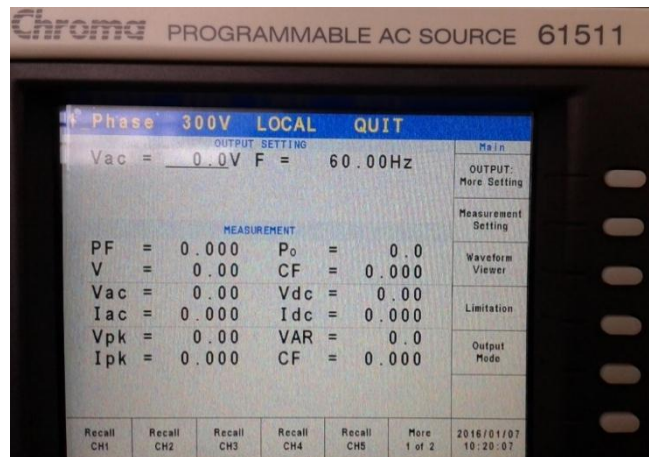 Chroma PROGRAMMABLE AC SOURCE 61511
Phase 300V LOCAL QUIT
OUTPUT SETTING
Vac = 0.0V F = 60.00Hz
MEASUREMENT
PF = 0.000 Po = 0.0
V = 0.00 CF = 0.000
Vac = 0.00 Vdc = 0.00
Iac = 0.000 Idc = 0.000
Vpk = 0.00 VAR = 0.0
Ipk = 0.000 CF = 0.000
Main
OUTPUT:
More Setting
Measurement
Setting
Waveform
Viewer
Limitation
Output
Mode
Recall CH1
Recall CH2
Recall CH3
Recall CH4
Recall CH5
More 1 of 2
2016/01/07
10:20:07